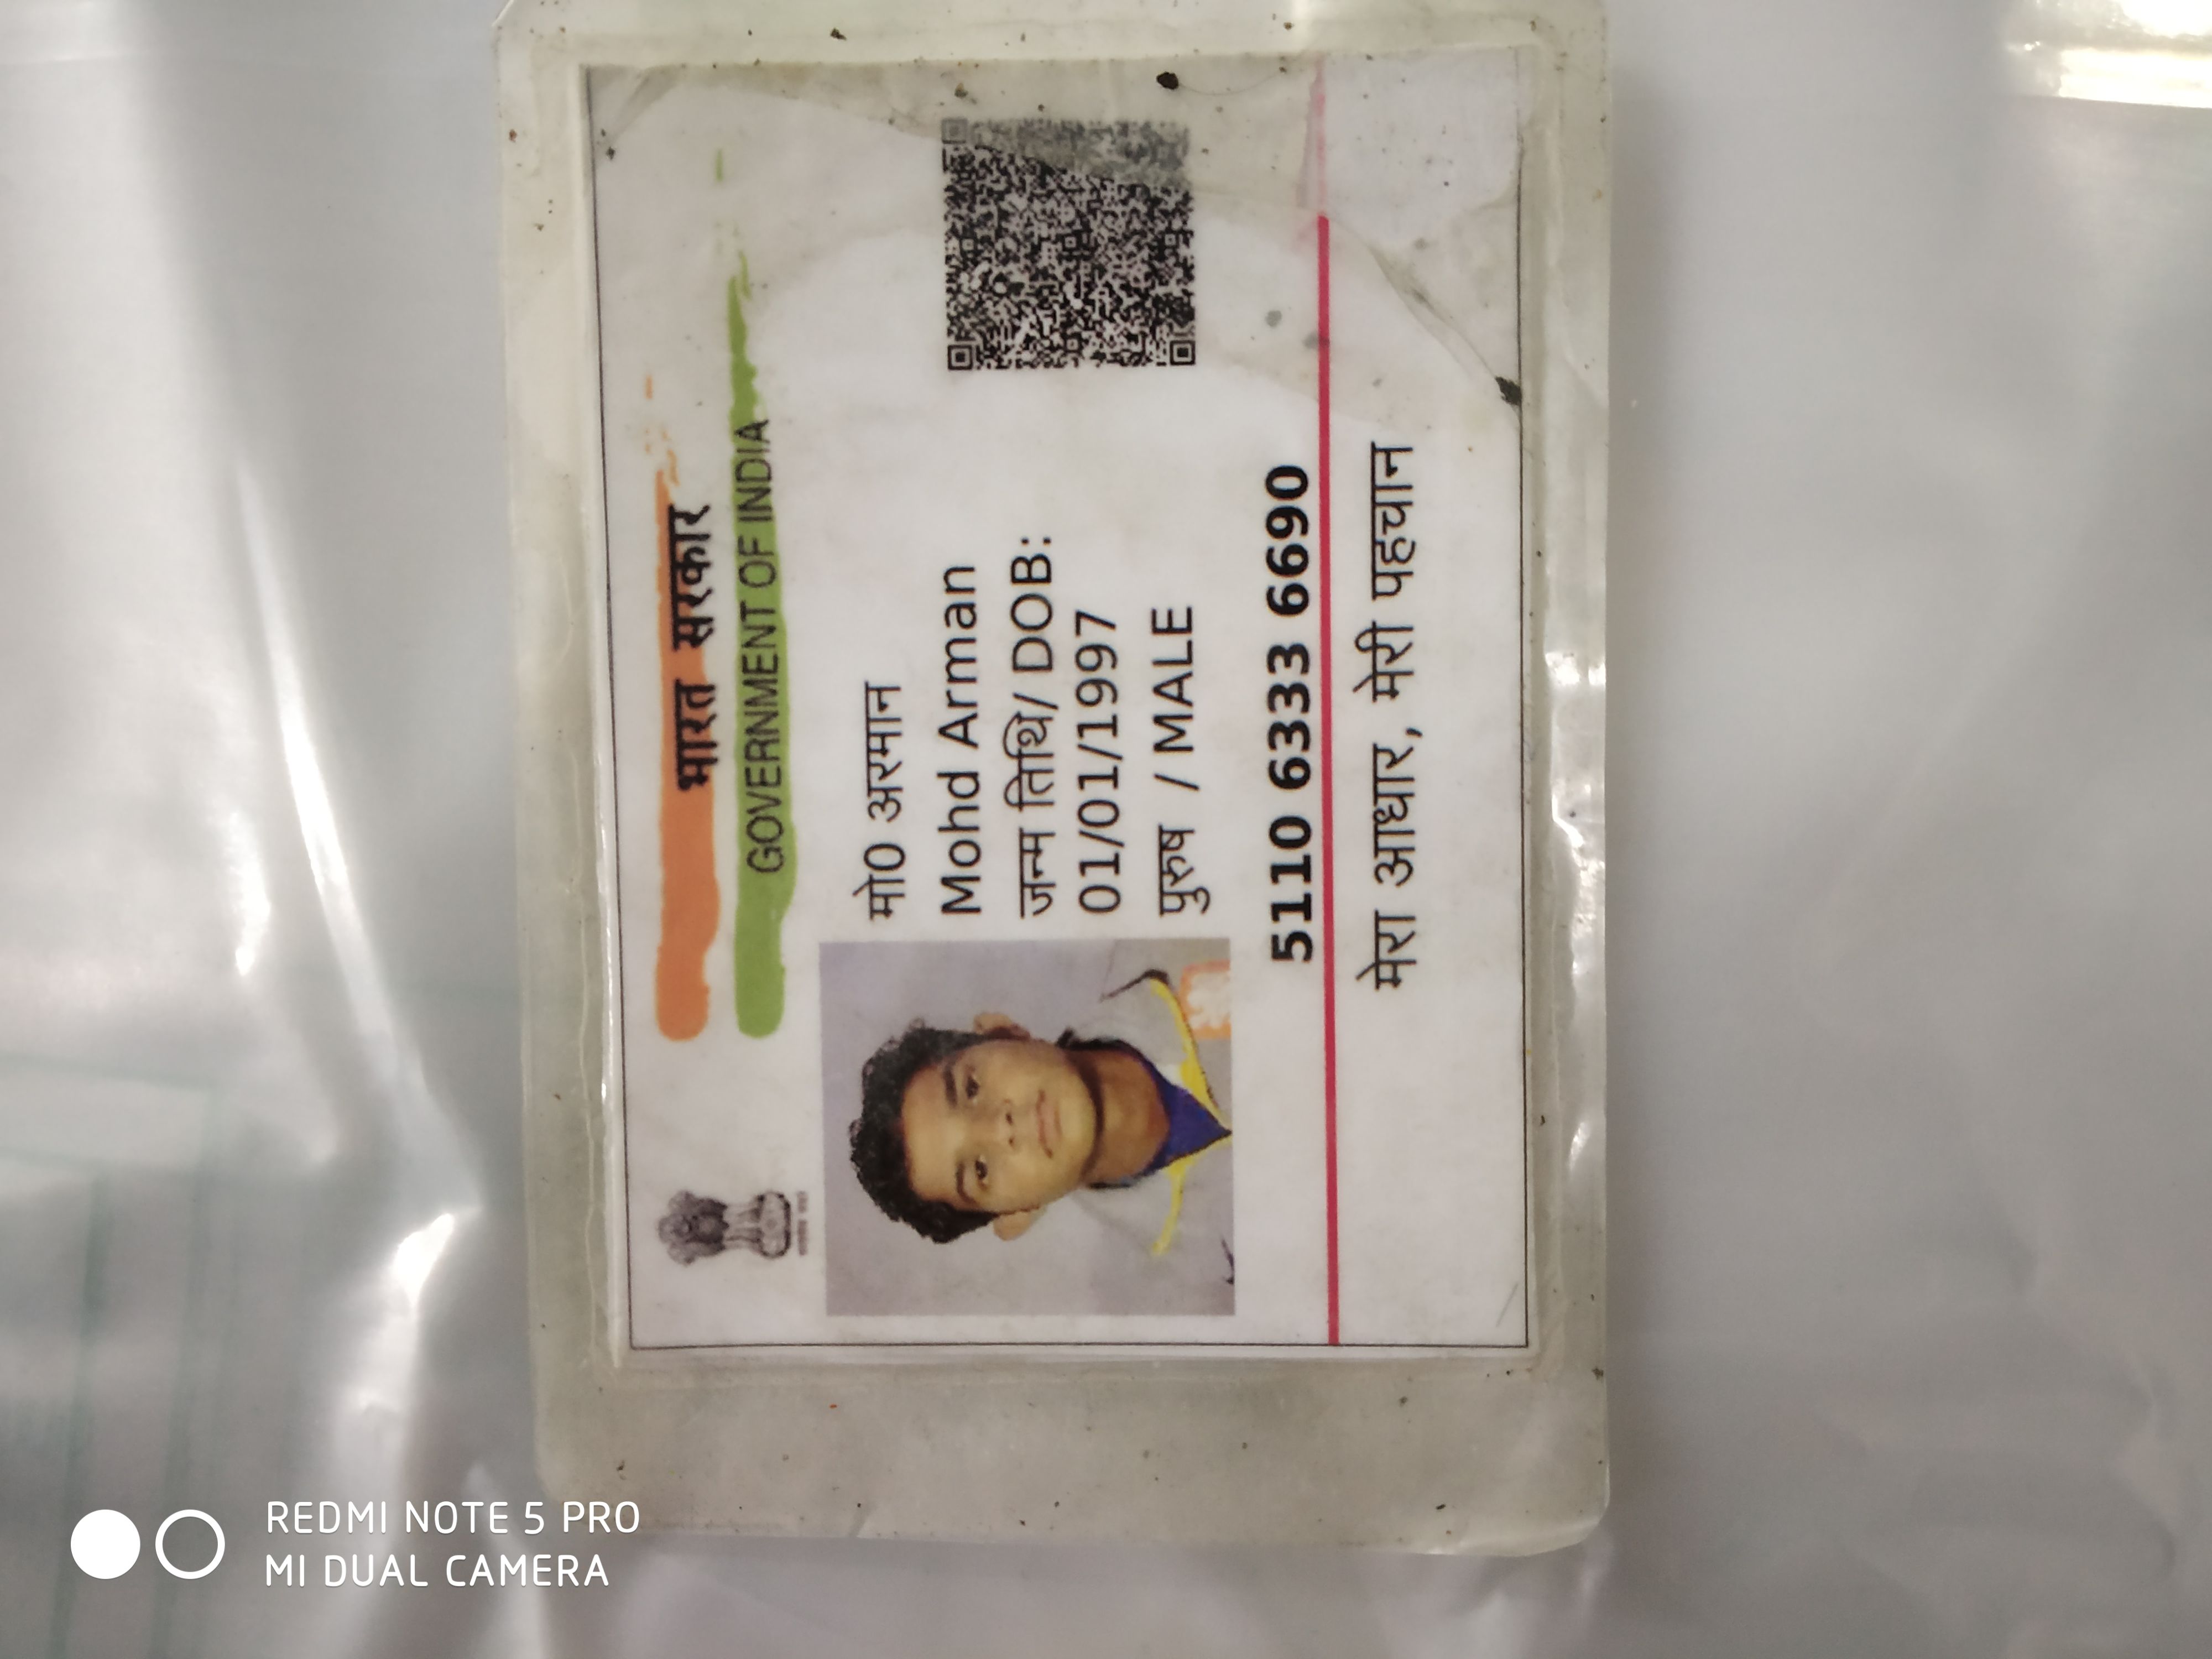 भारत सरकार
GOVERNMENT OF INDIA
मो0 अरमान
Mohd Arman
जन्म तिथि/ DOB:
01/01/1997
पुरुष / MALE
5110 6333 6690
मेरा आधार, मेरी पहचान
REDMI NOTE 5 PRO
MI DUAL CAMERA